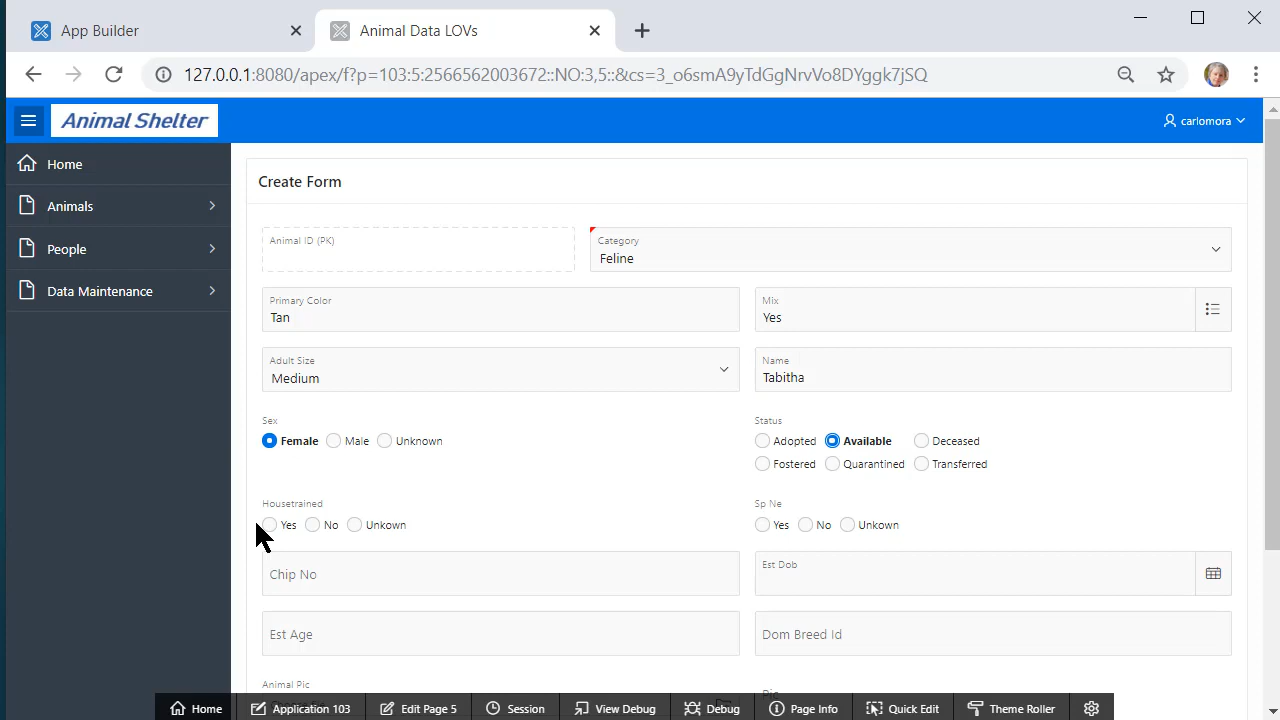 App Builder
Animal Data LOVs
127.0.0.1:8080/apex/f?p=103:5:2566562003672::NO:3,5::&cs=3_o6smA9yTdGgNrvVo8DYggk7jSQ
Animal Shelter
carlomora
Home
Animals
People
Data Maintenance
Create Form
Animal ID (PK)
Category
Feline
Primary Color
Tan
Mix
Yes
Adult Size
Medium
Name
Tabitha
Sex
Female Male Unknown
Status
Adopted Available Deceased
Fostered Quarantined Transferred
Housetrained
Yes No Unkown
Sp Ne
Yes No Unkown
Chip No
Est Dob
Est Age
Dom Breed Id
Animal Pic
Home Application 103 Edit Page 5 Session View Debug Debug Page Info Quick Edit Theme Roller